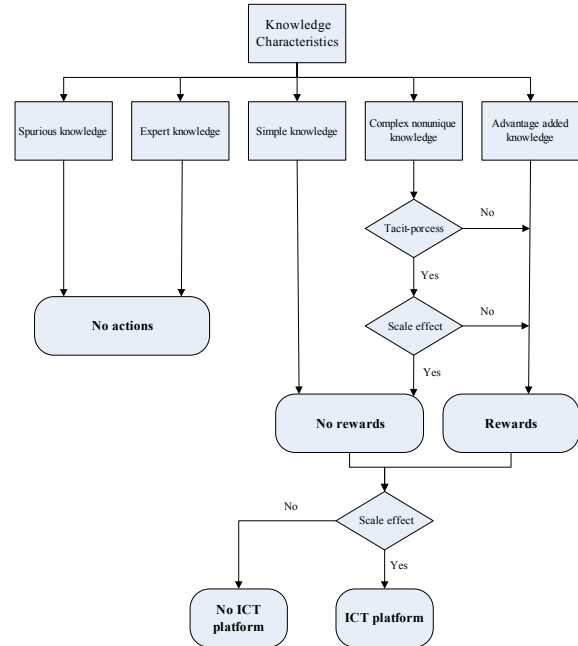 Knowledge
Characteristics
Spurious knowledge
Expert knowledge
Simple knowledge
Complex nonunique
knowledge
Advantage added
knowledge
Tacit-porcess
No
Yes
No actions
Scale effect
No
Yes
No rewards
Rewards
No
Scale effect
Yes
No ICT
platform
ICT platform